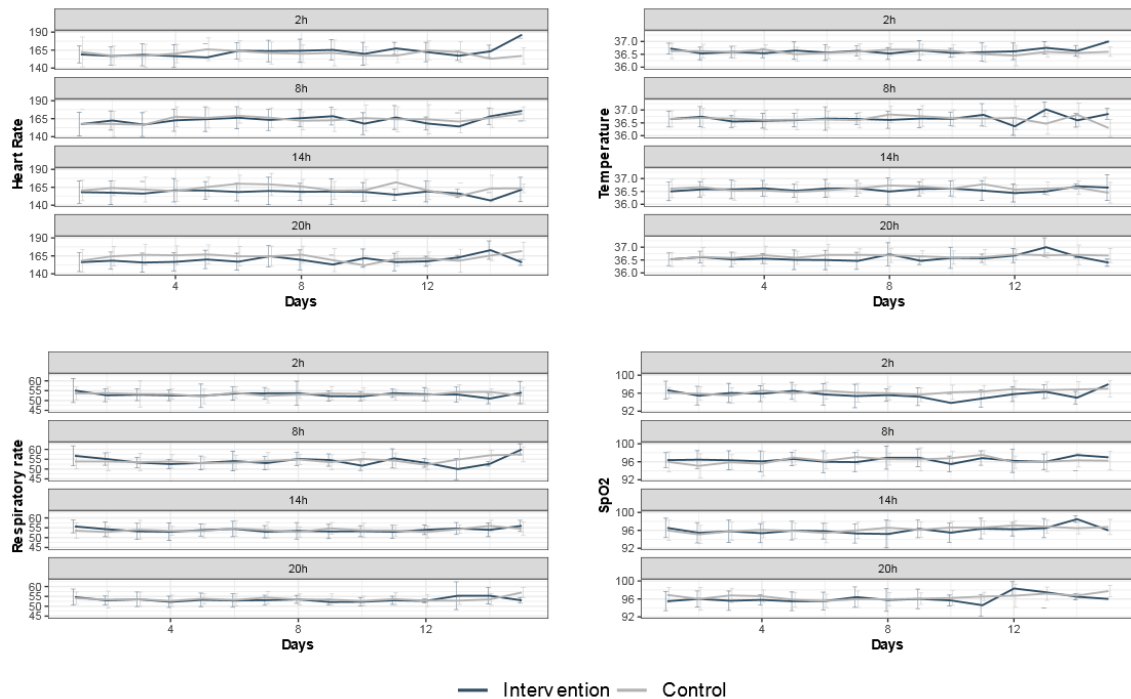 2h
190
165
140
8h
190
165
140
14h
190
165
140
20h
190
165
140
Heart Rate
4
8
12
Days
2h
37.0
36.5
36.0
8h
37.0
36.5
36.0
14h
37.0
36.5
36.0
20h
37.0
36.5
36.0
Temperature
4
8
12
Days
2h
60
55
50
45
8h
60
55
50
45
14h
60
55
50
45
20h
60
55
50
45
Respiratory rate
4
8
12
Days
2h
100
96
92
8h
100
96
92
14h
100
96
92
20h
100
96
92
SpO2
4
8
12
Days
Intervention
Control